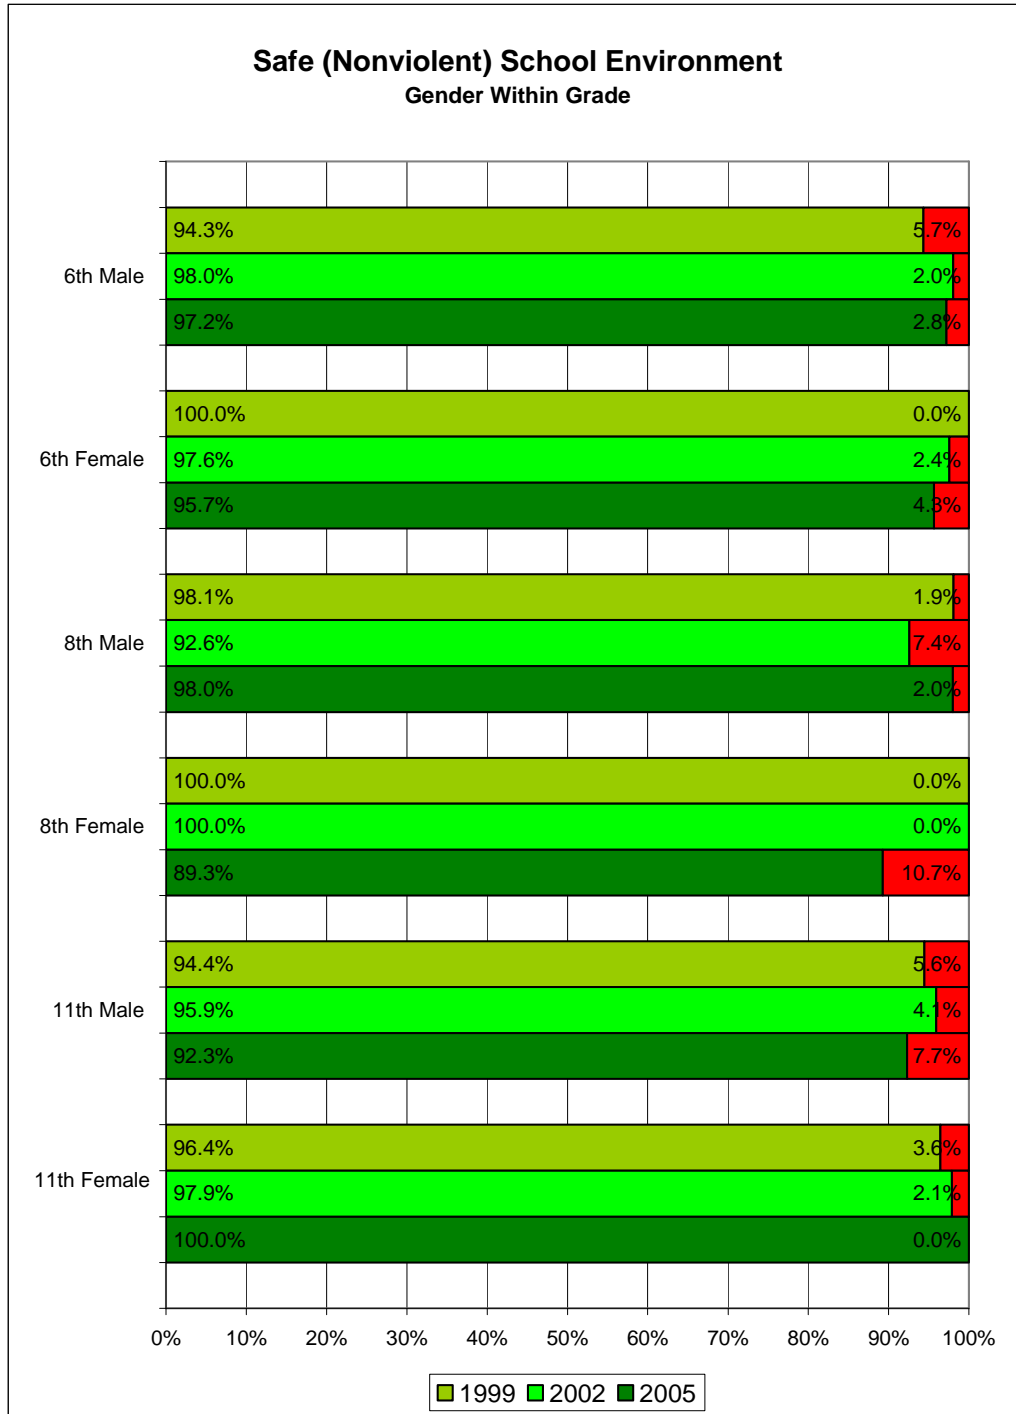 Safe (Nonviolent) School Environment
Gender Within Grade
94.3% 5.7%
6th Male 98.0% 2.0%
97.2% 2.8%
100.0% 0.0%
6th Female 97.6% 2.4%
95.7% 4.3%
98.1% 1.9%
8th Male 92.6% 7.4%
98.0% 2.0%
100.0% 0.0%
8th Female 100.0% 0.0%
89.3% 10.7%
94.4% 5.6%
11th Male 95.9% 4.1%
92.3% 7.7%
96.4% 3.6%
11th Female 97.9% 2.1%
100.0% 0.0%
0% 10% 20% 30% 40% 50% 60% 70% 80% 90% 100%
1999 2002 2005